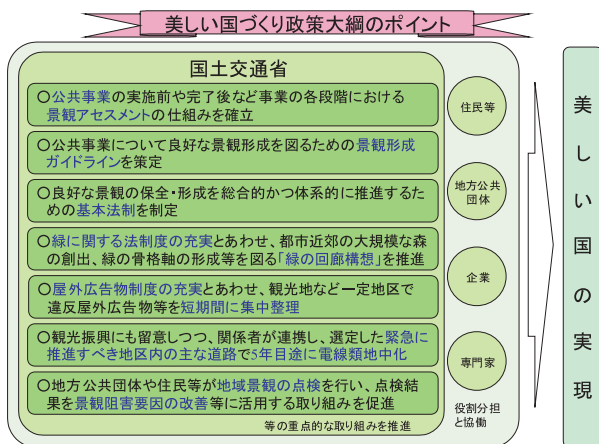 美しい国づくり政策大綱のポイント
国土交通省
○公共事業の実施前や完了後など事業の各段階における
景観アセスメントの仕組みを確立
○公共事業について良好な景観形成を図るための景観形成
ガイドラインを策定
○良好な景観の保全・形成を総合的かつ体系的に推進するた
めの基本法制を制定
○緑に関する法制度の充実とあわせ、都市近郊の大規模な森
の創出、緑の骨格軸の形成等を図る「緑の回廊構想」を推進
○屋外広告物制度の充実とあわせ、観光地など一定地区で
違反屋外広告物等を短期間に集中整理
○観光振興にも留意しつつ、関係者が連携し、選定した緊急に
推進すべき地区内の主な道路で5年目途に電線類地中化
○地方公共団体や住民等が地域景観の点検を行い、点検結
果を景観阻害要因の改善等に活用する取り組みを促進
等の重点的な取り組みを推進
住民等
地方公共
団体
企業
専門家
役割分担
と協働
美しい国の実現